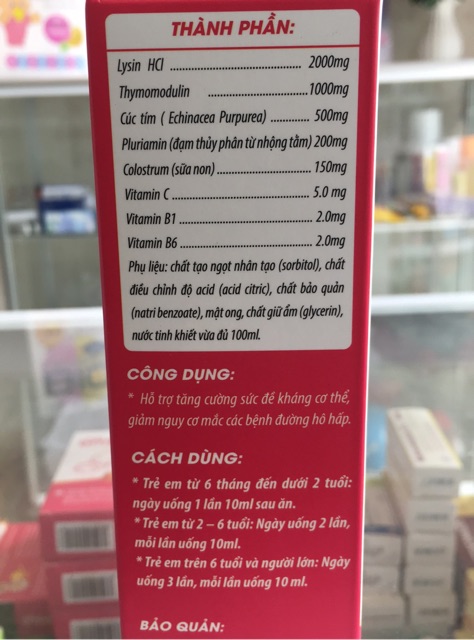 THÀNH PHẦN:
Lysin HCl ........................................ 2000mg
Thymomodulin ............................... 1000mg
Cúc tím ( Echinacea Purpurea) ............ 500mg
Pluriamin (đạm thủy phân từ nhộng tằm) 200mg
Colostrum (sữa non) ............................ 150mg
Vitamin C ......................................... 5.0 mg
Vitamin B1 ........................................ 2.0mg
Vitamin B6 ........................................ 2.0mg
Phụ liệu: chất tạo ngọt nhân tạo (sorbitol), chất
điều chỉnh độ acid (acid citric), chất bảo quản
(natri benzoate), mật ong, chất giữ ẩm (glycerin),
nước tinh khiết vừa đủ 100ml.
CÔNG DỤNG:
* Hỗ trợ tăng cường sức đề kháng cơ thể,
giảm nguy cơ mắc các bệnh đường hô hấp.
CÁCH DÙNG:
* Trẻ em từ 6 tháng đến dưới 2 tuổi:
ngày uống 1 lần 10ml sau ăn.
* Trẻ em từ 2 – 6 tuổi: Ngày uống 2 lần,
mỗi lần uống 10ml.
* Trẻ em trên 6 tuổi và người lớn: Ngày
uống 3 lần, mỗi lần uống 10 ml.
BẢO QUẢN: